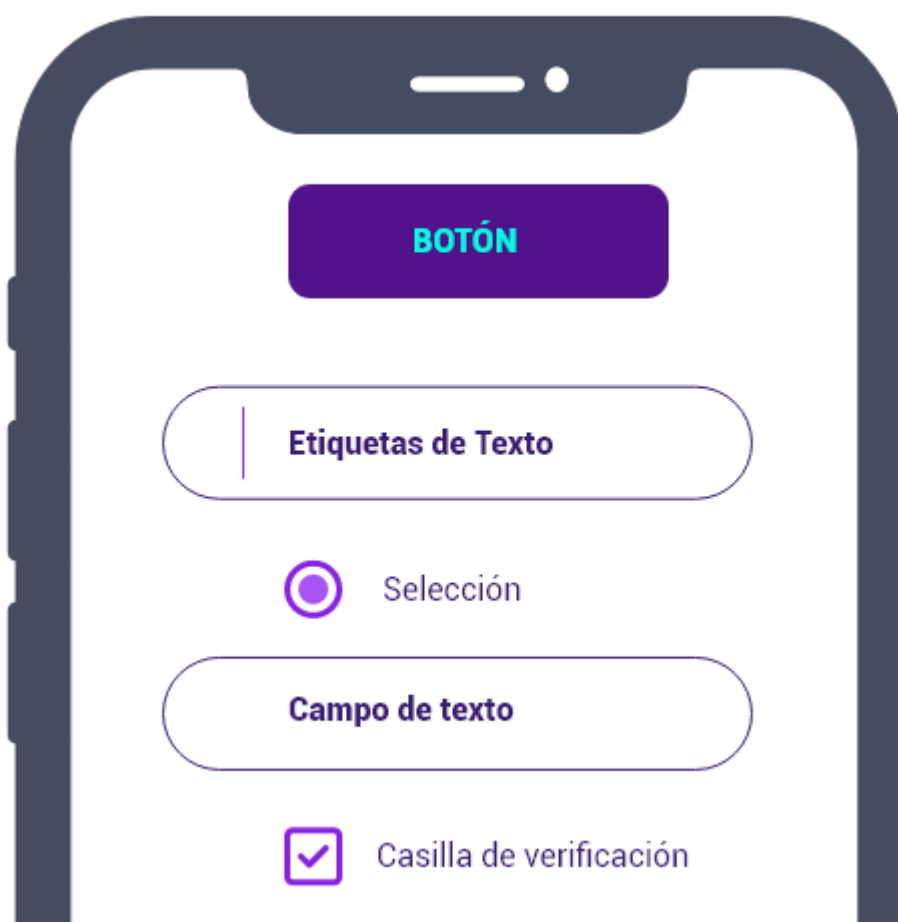 BOTÓN
Etiquetas de Texto
Selección
Campo de texto
Casilla de verificación